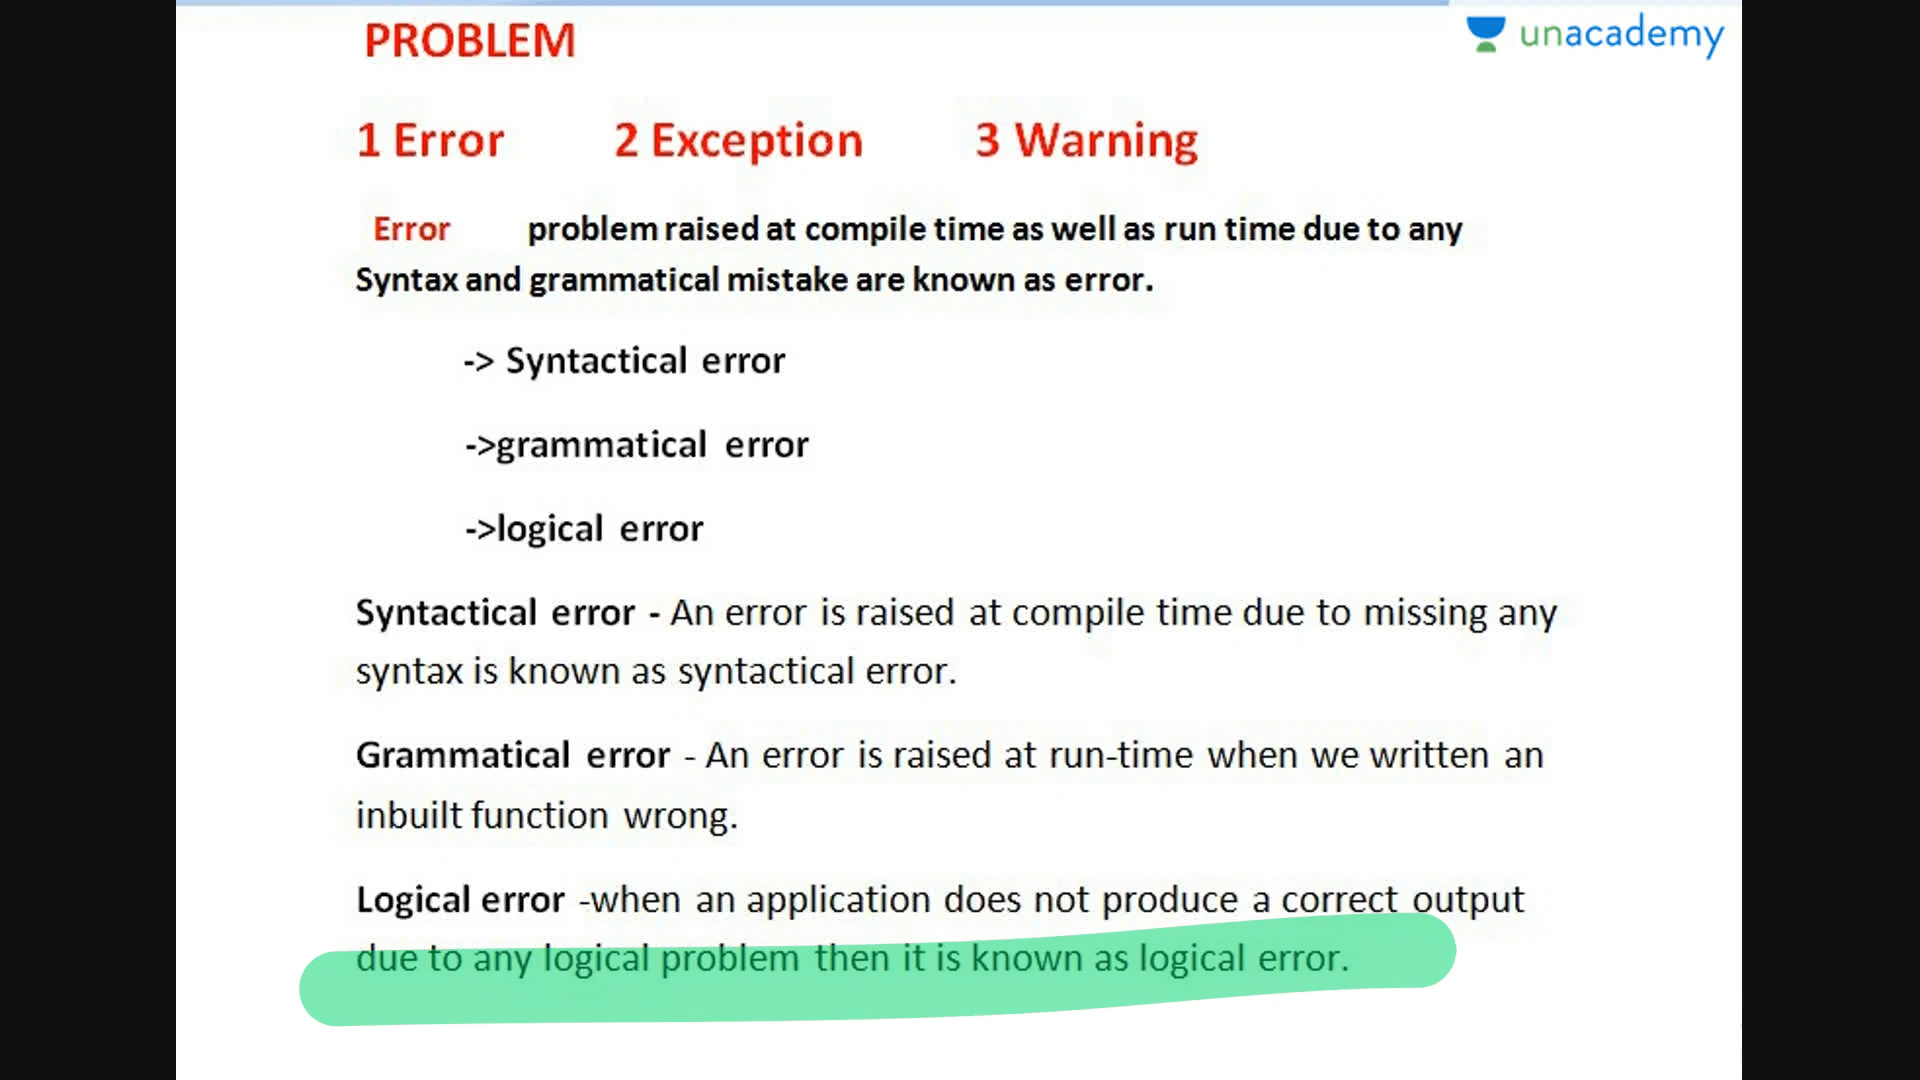 PROBLEM
unacademy
1 Error 2 Exception 3 Warning
Error problem raised at compile time as well as run time due to any
Syntax and grammatical mistake are known as error.
-> Syntactical error
->grammatical error
->logical error
Syntactical error - An error is raised at compile time due to missing any
syntax is known as syntactical error.
Grammatical error - An error is raised at run-time when we written an
inbuilt function wrong.
Logical error -when an application does not produce a correct output
due to any logical problem then it is known as logical error.